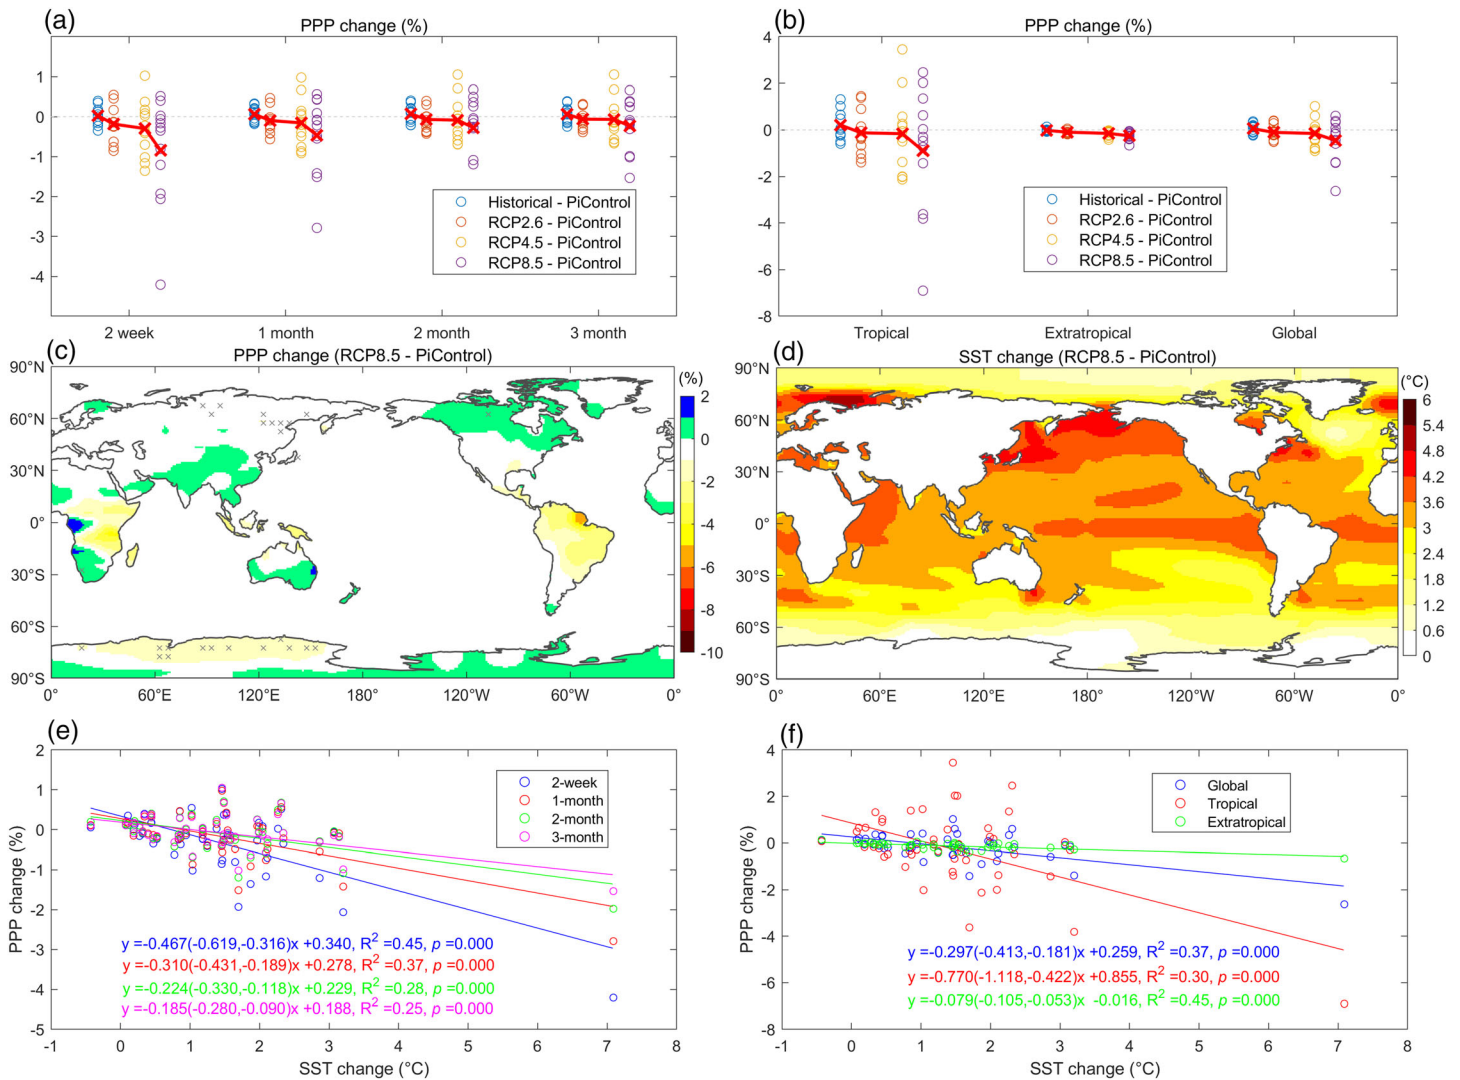 (a)
PPP change (%)
1
0
-1
-2
-3
-4
Historical - PiControl
RCP2.6 - PiControl
RCP4.5 - PiControl
RCP8.5 - PiControl
2 week
1 month
2 month
3 month
(b)
PPP change (%)
4
2
0
-2
-4
-6
-8
Historical - PiControl
RCP2.6 - PiControl
RCP4.5 - PiControl
RCP8.5 - PiControl
Tropical
Extratropical
Global
(c)
PPP change (RCP8.5 - PiControl)
90°N
60°N
30°N
0°
30°S
60°S
90°S
0°
60°E
120°E
180°
120°W
60°W
0°
(%)
2
0
-2
-4
-6
-8
-10
(d)
SST change (RCP8.5 - PiControl)
90°N
60°N
30°N
0°
30°S
60°S
90°S
60°E
120°E
180°
120°W
60°W
0°
(°C)
6
5.4
4.8
4.2
3.6
3
2.4
1.8
1.2
0.6
0
(e)
PPP change (%)
2
1
0
-1
-2
-3
-4
-5
2-week
1-month
2-month
3-month
y =-0.467(-0.619,-0.316)x +0.340, R² =0.45, p =0.000
y =-0.310(-0.431,-0.189)x +0.278, R² =0.37, p =0.000
y =-0.224(-0.330,-0.118)x +0.229, R² =0.28, p =0.000
y =-0.185(-0.280,-0.090)x +0.188, R² =0.25, p =0.000
-1
0
1
2
3
4
5
6
7
8
SST change (°C)
(f)
PPP change (%)
4
2
0
-2
-4
-6
-8
Global
Tropical
Extratropical
y =-0.297(-0.413,-0.181)x +0.259, R² =0.37, p =0.000
y =-0.770(-1.118,-0.422)x +0.855, R² =0.30, p =0.000
y =-0.079(-0.105,-0.053)x -0.016, R² =0.45, p =0.000
-1
0
1
2
3
4
5
6
7
8
SST change (°C)